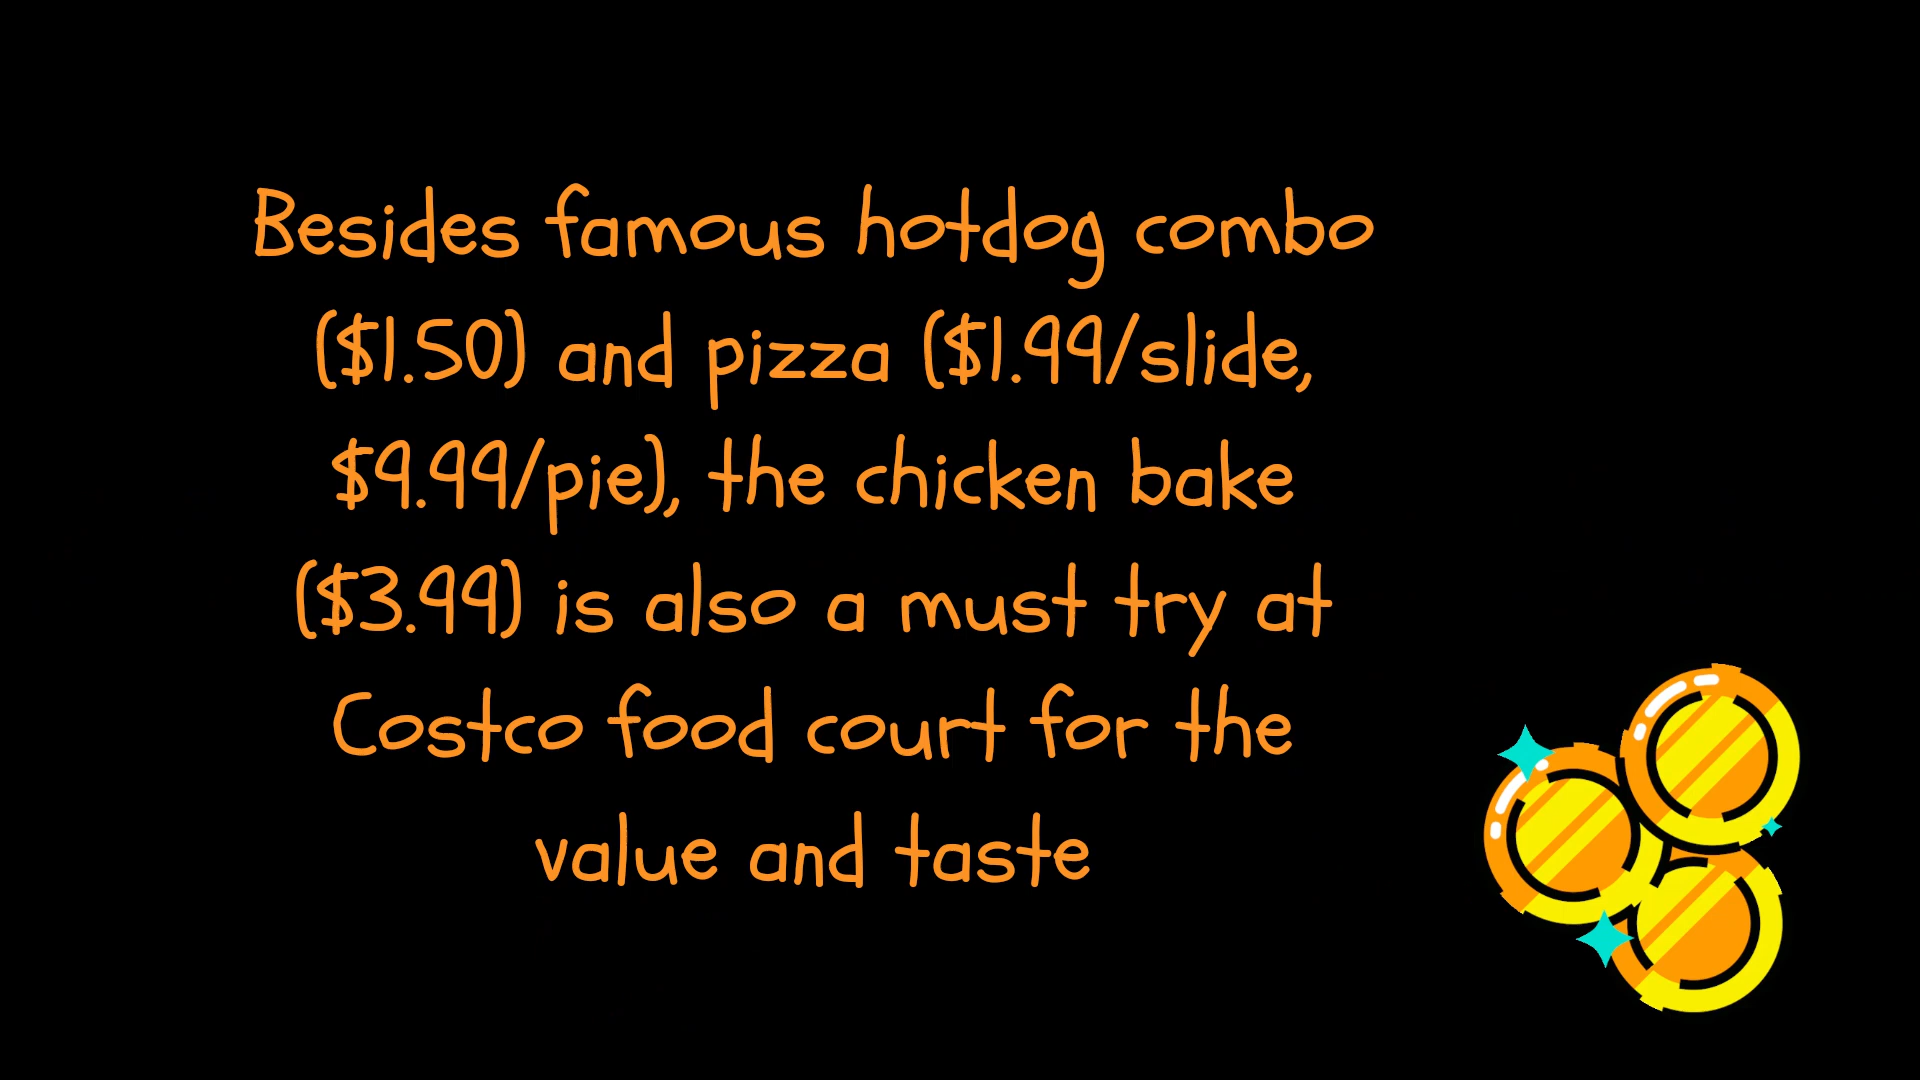 Besides famous hotdog combo
($1.50) and pizza ($1.99/slide,
$9.99/pie), the chicken bake
($3.99) is also a must try at
Costco food court for the
value and taste